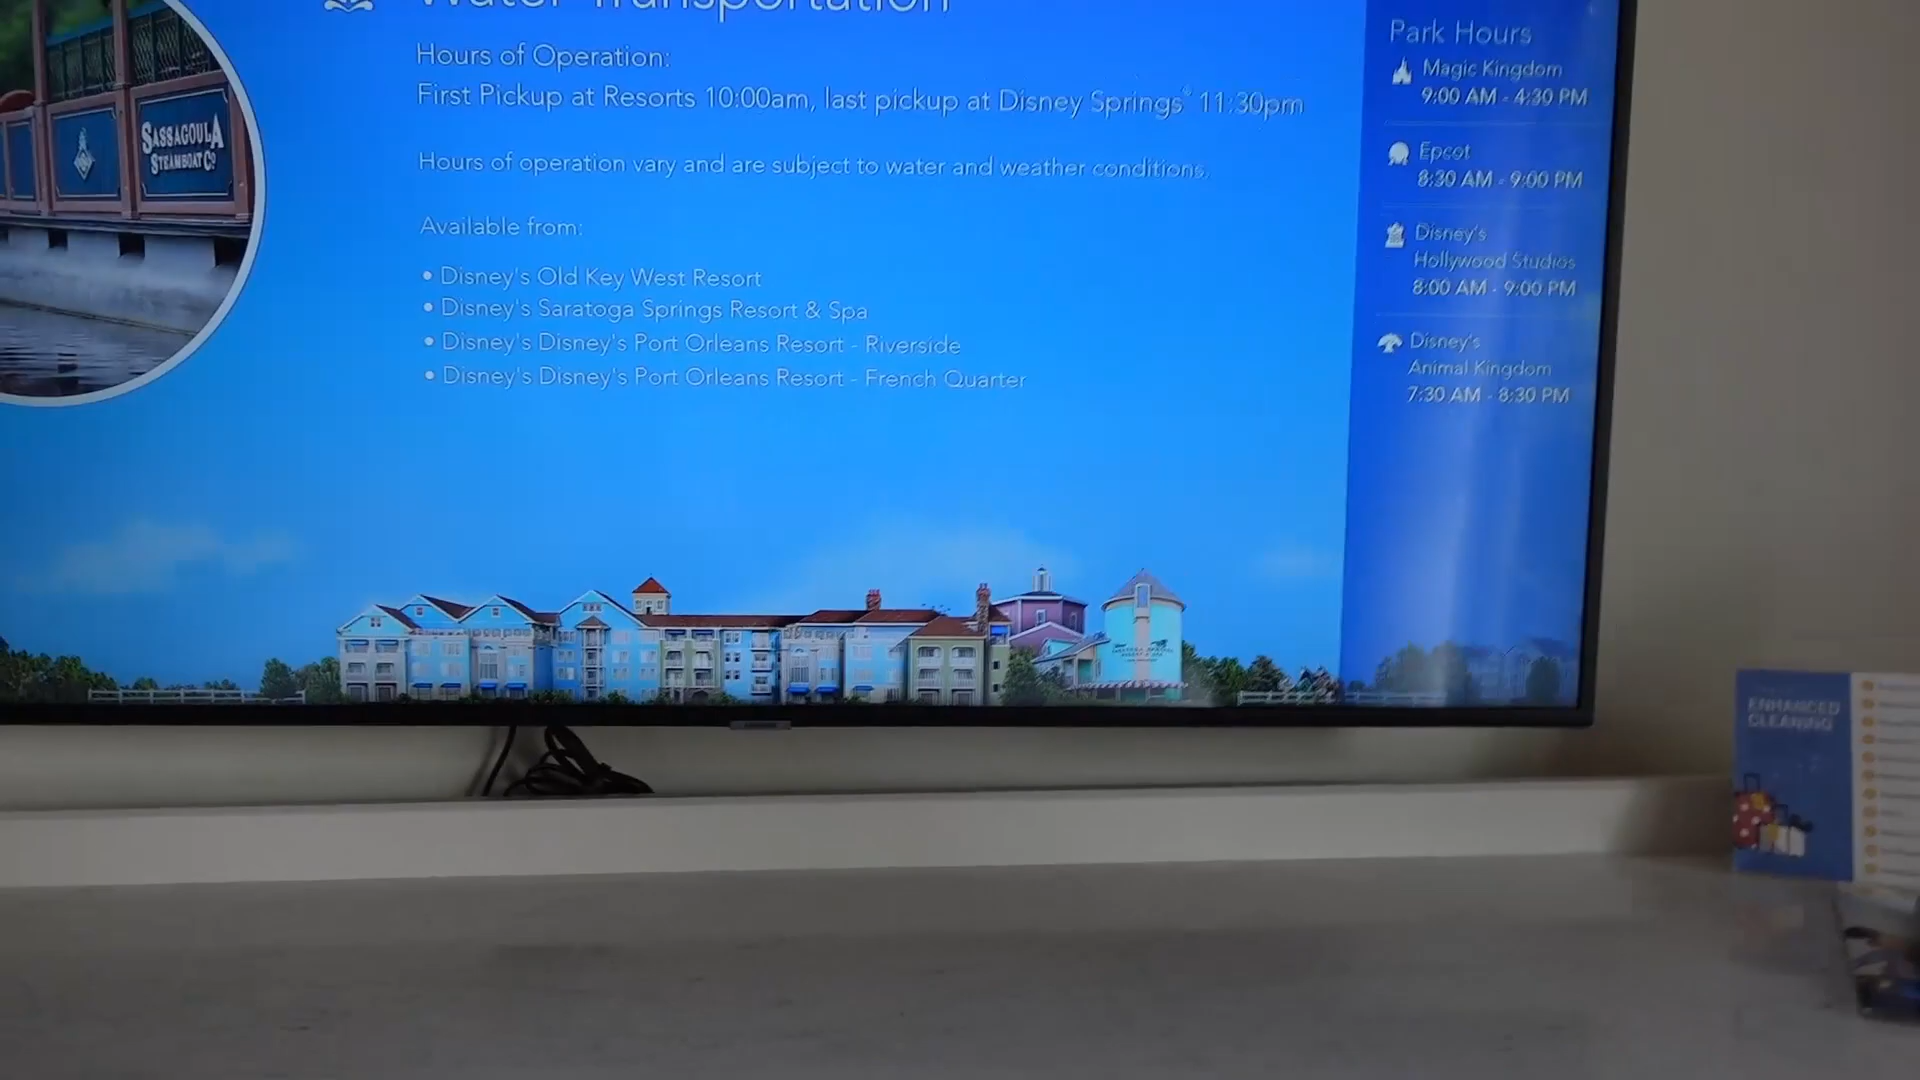 Water Transportation
Hours of Operation:
First Pickup at Resorts 10:00am, last pickup at Disney Springs® 11:30pm
Hours of operation vary and are subject to water and weather conditions.
Available from:
• Disney's Old Key West Resort
• Disney's Saratoga Springs Resort & Spa
• Disney's Disney's Port Orleans Resort - Riverside
• Disney's Disney's Port Orleans Resort - French Quarter
SASSAGOULA
STEAMBOAT CO
Park Hours
Magic Kingdom
9:00 AM - 4:30 PM
Epcot
8:30 AM - 9:00 PM
Disney's
Hollywood Studios
8:00 AM - 9:00 PM
Disney's
Animal Kingdom
7:30 AM - 8:30 PM
ENHANCED
CLEANING